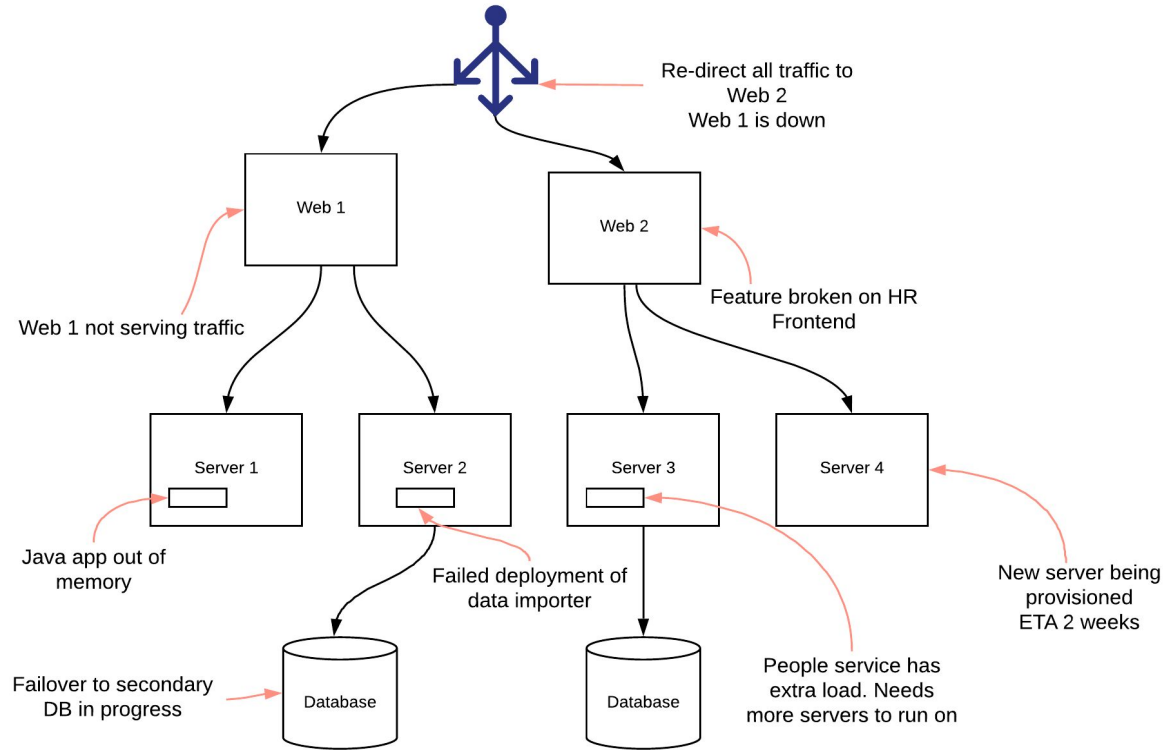 Re-direct all traffic to
Web 2
Web 1 is down
Web 1
Web 2
Web 1 not serving traffic
Feature broken on HR
Frontend
Server 1
Server 2
Server 3
Server 4
Java app out of
memory
Failed deployment of
data importer
New server being
provisioned
ETA 2 weeks
Failover to secondary
DB in progress
Database
Database
People service has
extra load. Needs
more servers to run on